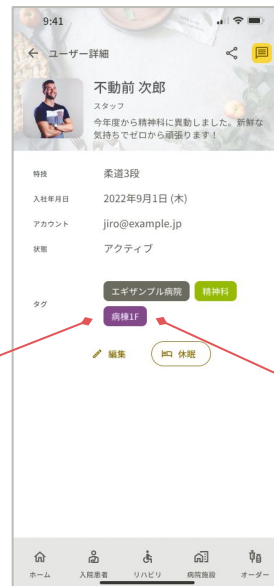 9:41
ユーザー詳細
不動前 次郎
スタッフ
今年度から精神科に異動しました。新鮮な
気持ちでゼロから頑張ります！
特技 柔道3段
入社年月日 2022年9月1日 (木)
アカウント jiro@example.jp
状態 アクティブ
タグ エギザンプル病院 精神科
病棟1F
編集 休眠
ホーム 入院患者 リハビリ 病院施設 オーダー